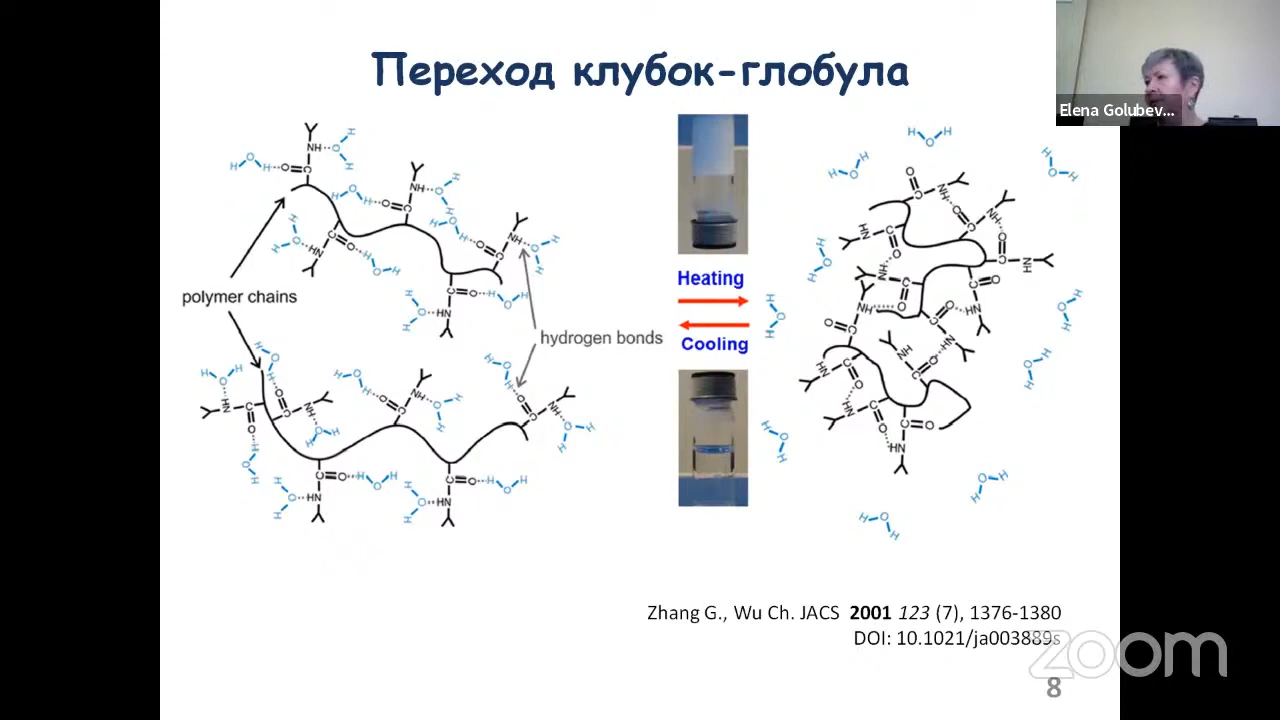 Переход клубок-глобула
Elena Golubev...
polymer chains
hydrogen bonds
Heating
Cooling
Zhang G., Wu Ch. JACS 2001 123 (7), 1376-1380
DOI: 10.1021/ja003889s
zoom
8